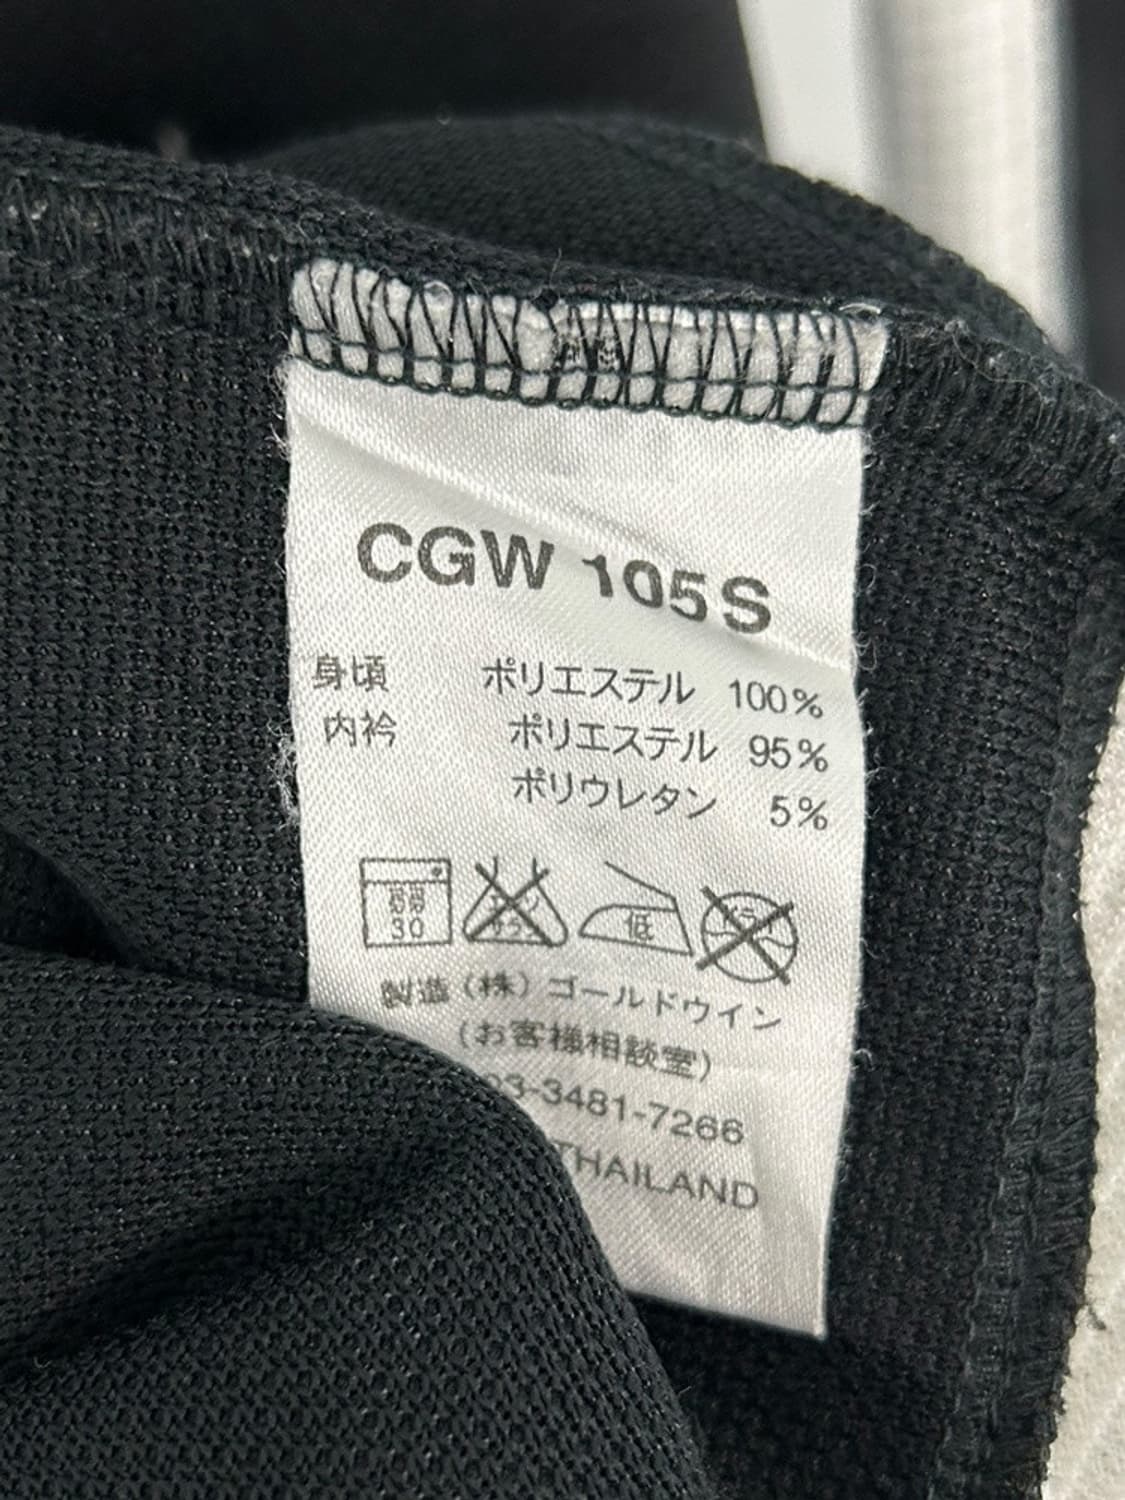 CGW 105S
身頃 ポリエステル 100%
内衿 ポリエステル 95%
ポリウレタン 5%
弱 30 低
製造 (株) ゴールドウイン
(お客様相談室)
03-3481-7266
THAILAND